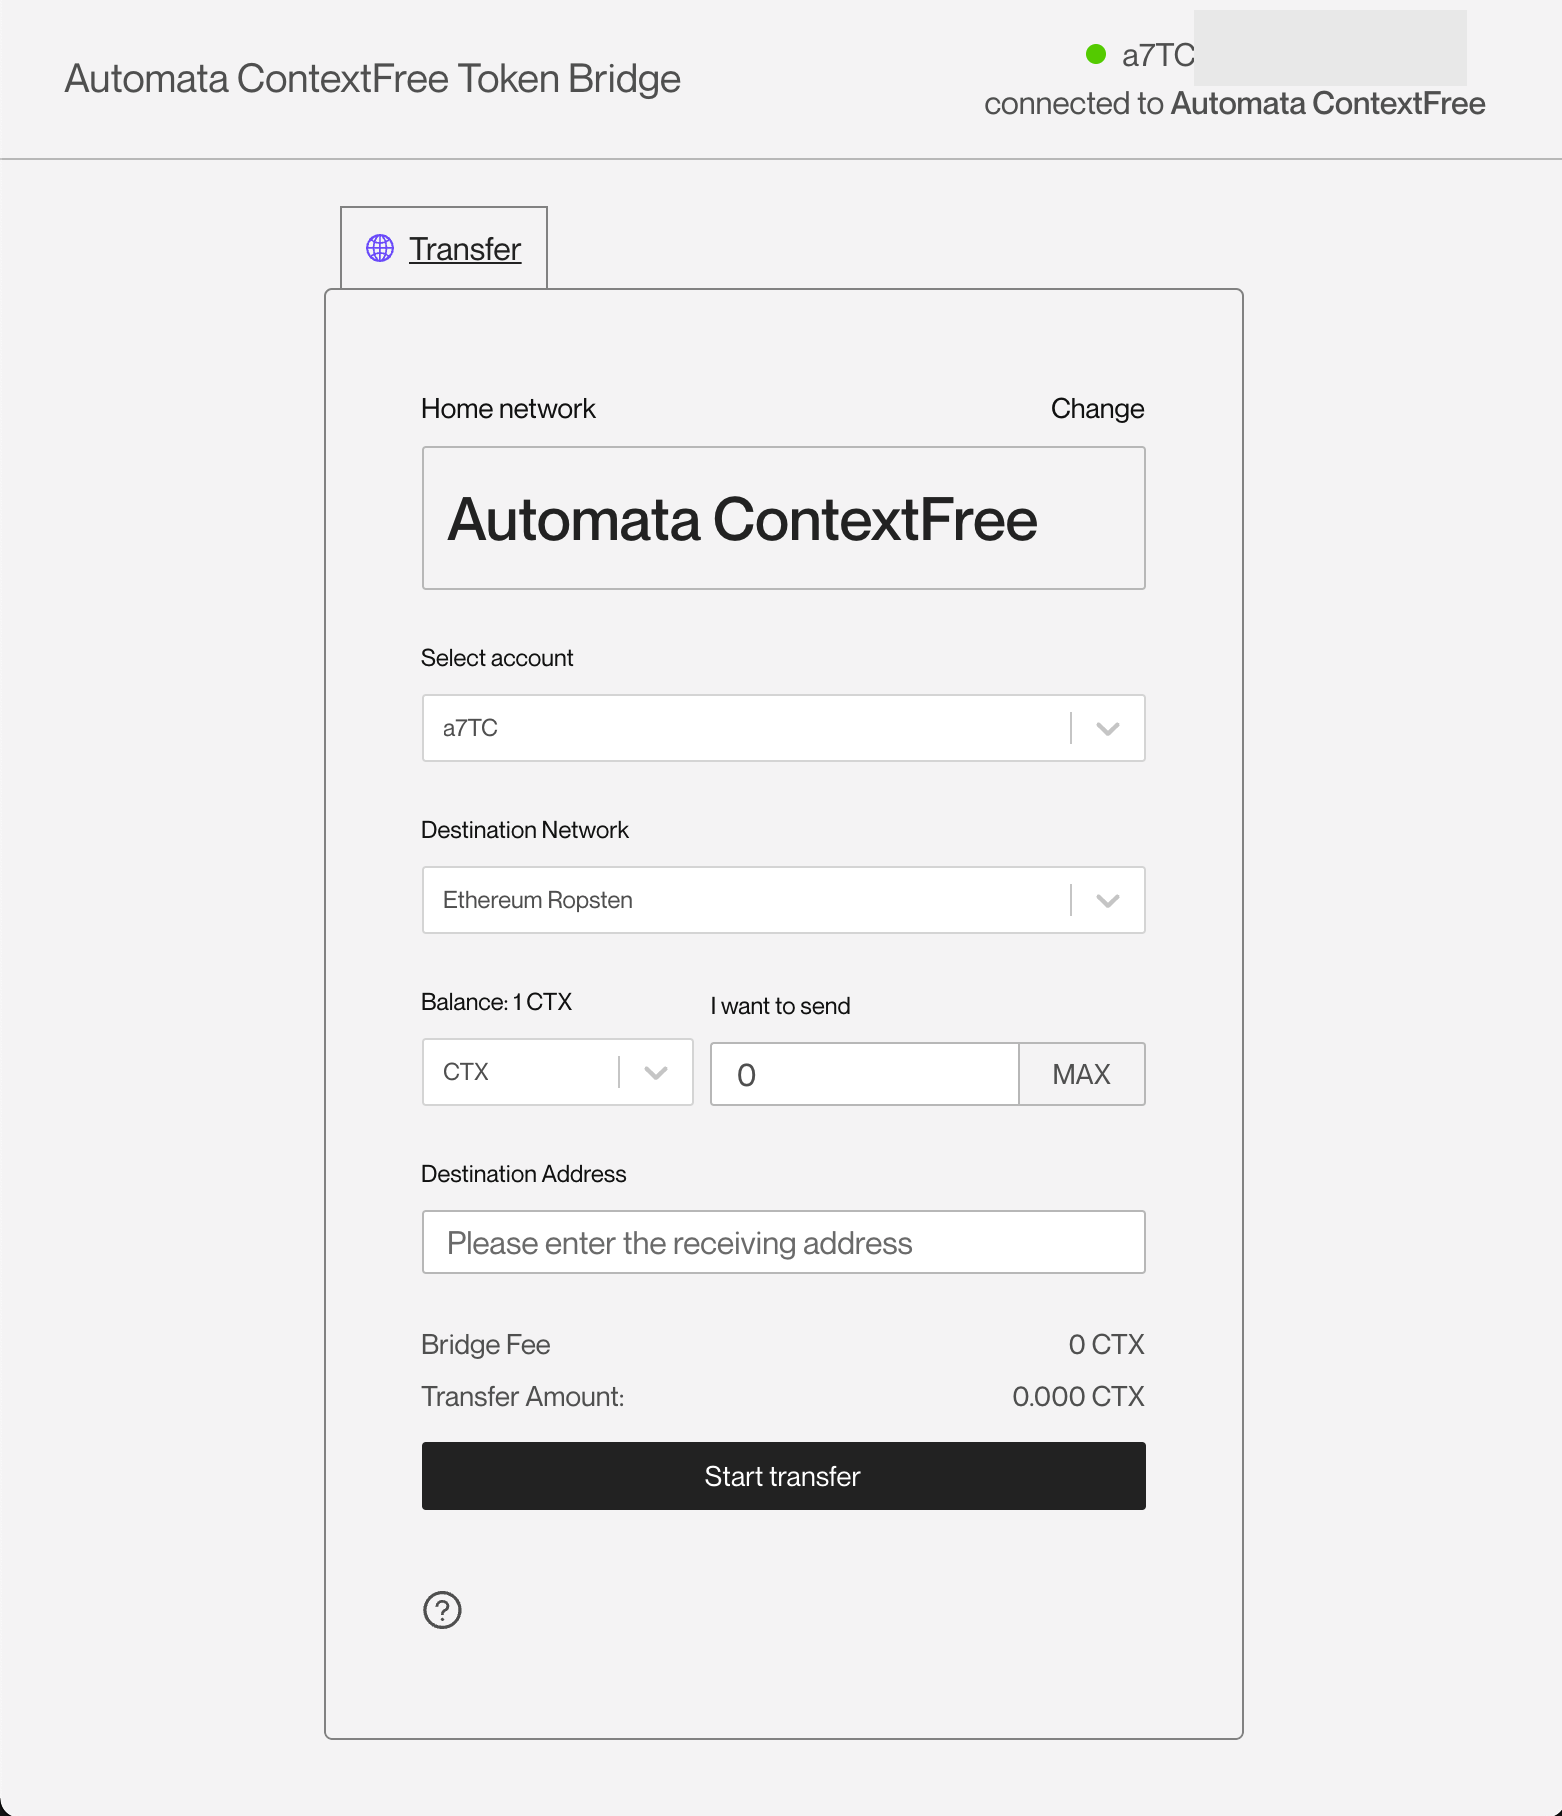 Automata ContextFree Token Bridge
a7TC
connected to Automata ContextFree
Transfer
Home network
Change
Automata ContextFree
Select account
a7TC
Destination Network
Ethereum Ropsten
Balance: 1 CTX
I want to send
CTX
0
MAX
Destination Address
Please enter the receiving address
Bridge Fee
0 CTX
Transfer Amount:
0.000 CTX
Start transfer
?